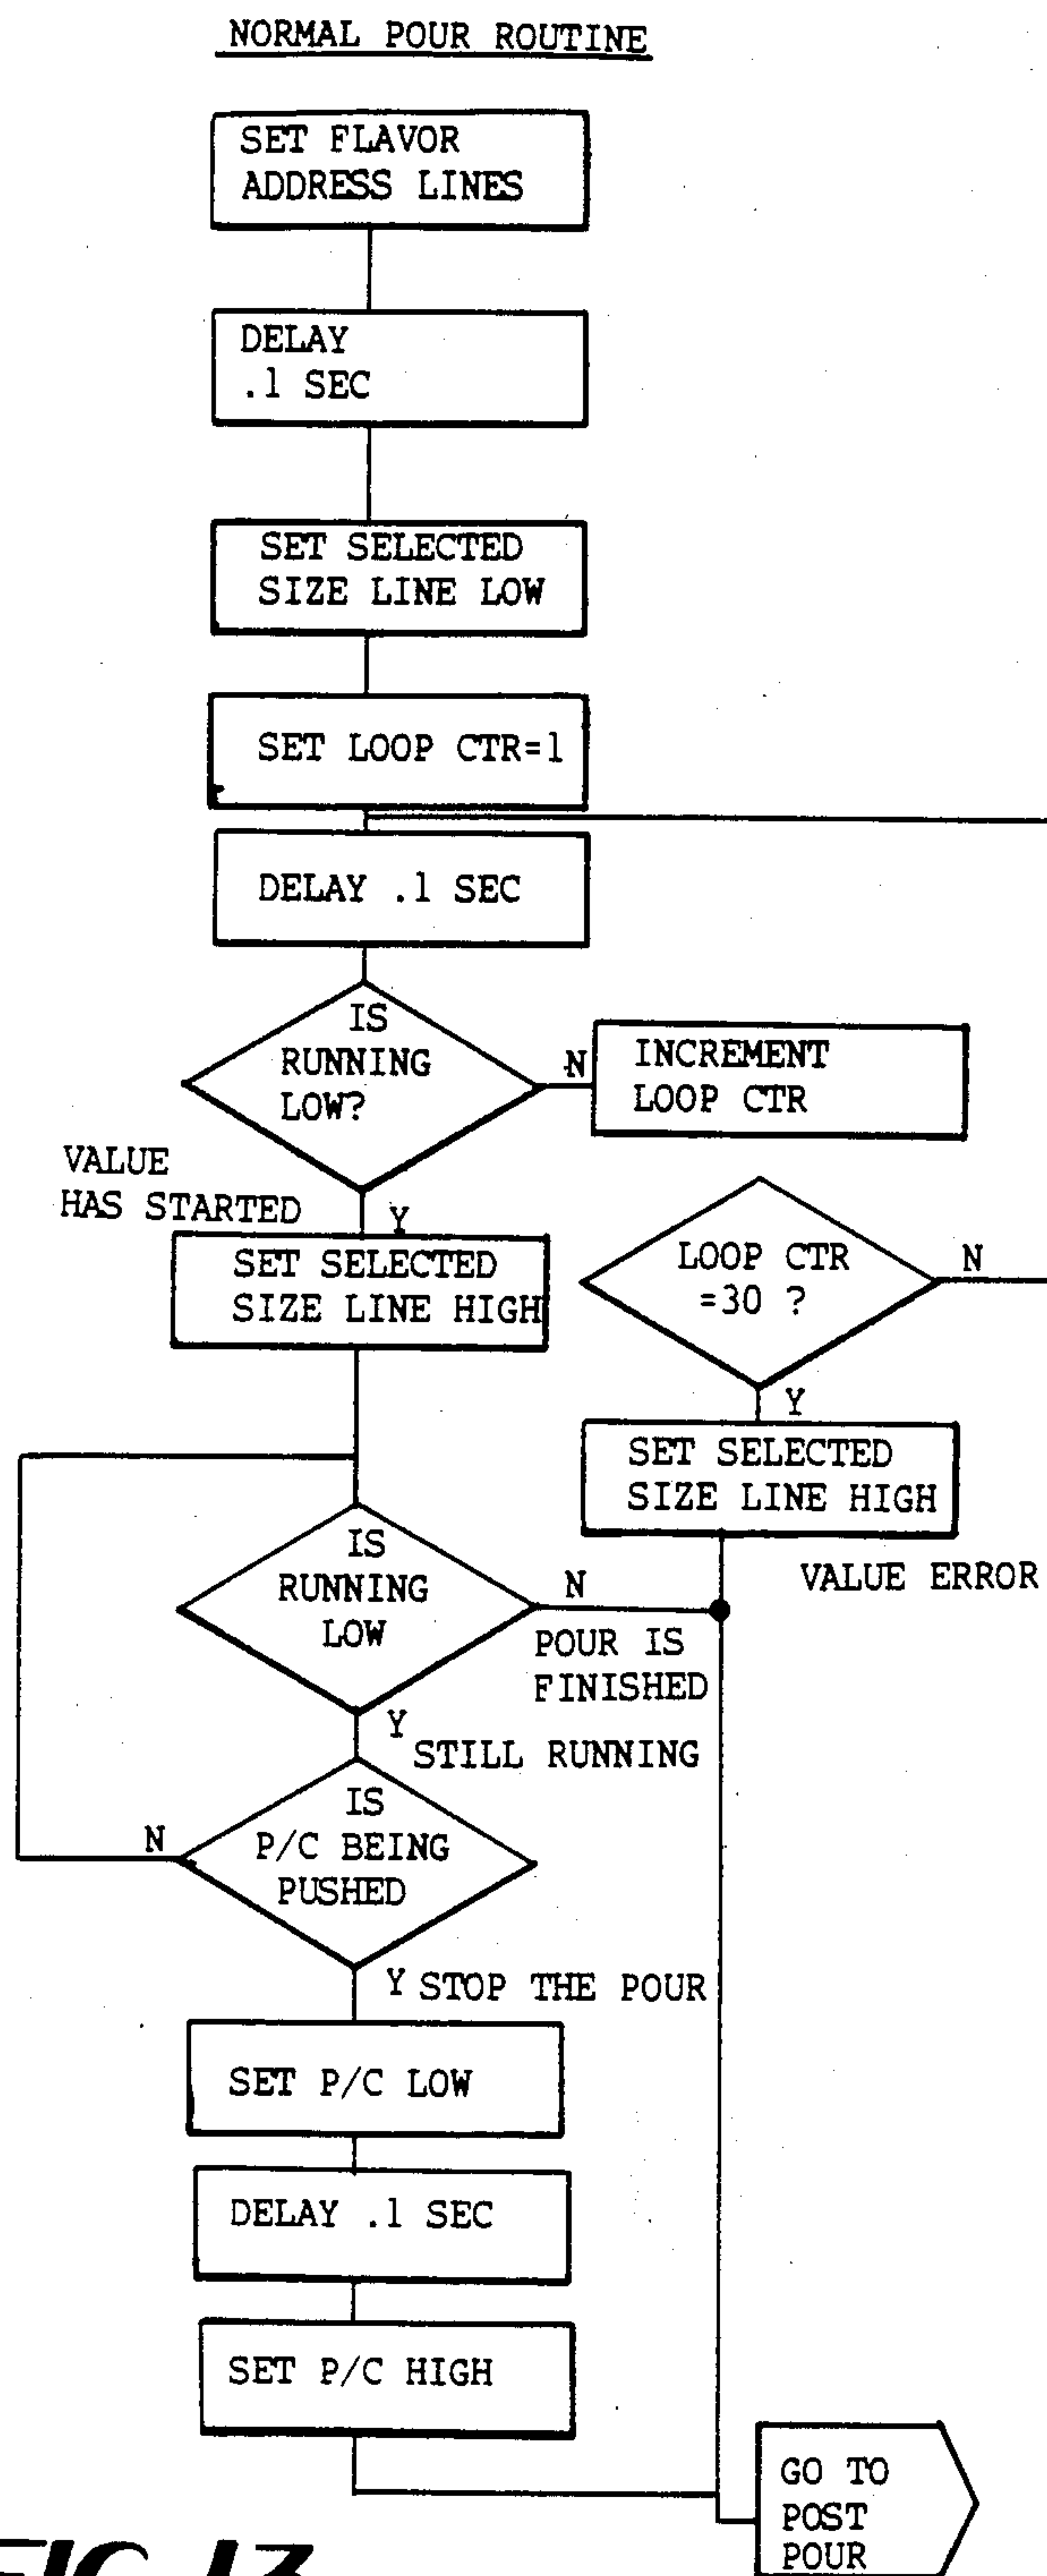 NORMAL POUR ROUTINE
SET FLAVOR
ADDRESS LINES
DELAY
.1 SEC
SET SELECTED
SIZE LINE LOW
SET LOOP CTR=1
DELAY .1 SEC
IS
RUNNING
LOW?
N
INCREMENT
LOOP CTR
VALUE
HAS STARTED
Y
SET SELECTED
SIZE LINE HIGH
LOOP CTR
=30 ?
N
Y
SET SELECTED
SIZE LINE HIGH
VALUE ERROR
IS
RUNNING
LOW
N
POUR IS
FINISHED
Y
STILL RUNNING
IS
P/C BEING
PUSHED
N
Y STOP THE POUR
SET P/C LOW
DELAY .1 SEC
SET P/C HIGH
GO TO
POST
POUR
FIG. 13